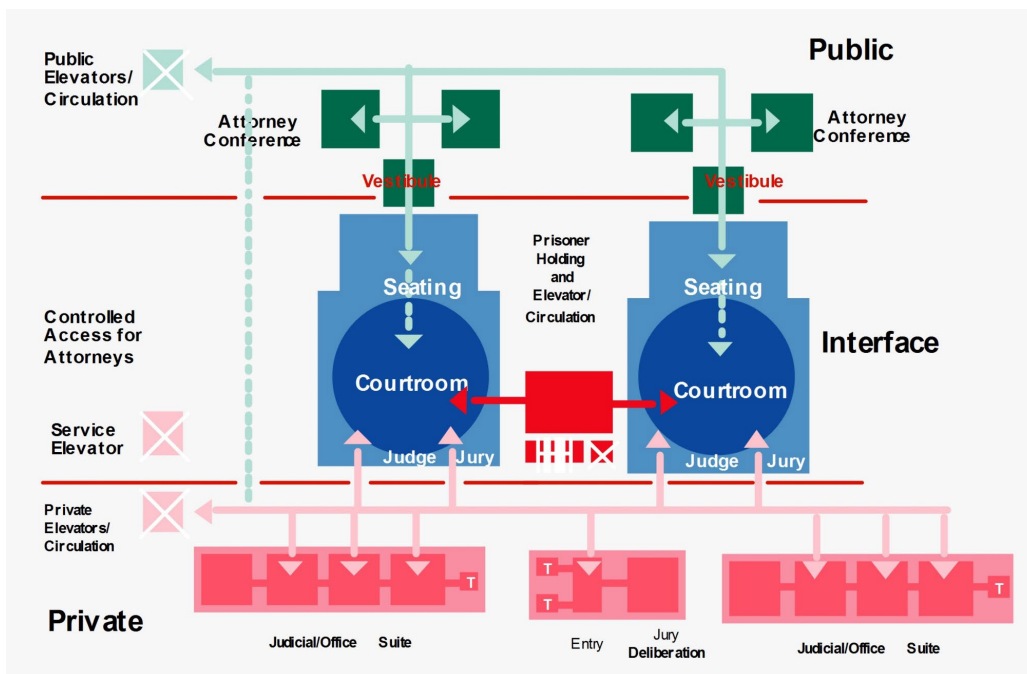 Public
Public
Elevators/
Circulation
Attorney
Conference
Attorney
Conference
Vestibule
Vestibule
Prisoner
Holding
and
Elevator/
Circulation
Seating
Seating
Controlled
Access for
Attorneys
Interface
Courtroom
Courtroom
Service
Elevator
Judge
Jury
Judge
Jury
Private
Elevators/
Circulation
T
T
T
T
Private
Judicial/Office Suite
Entry
Jury
Deliberation
Judicial/Office Suite